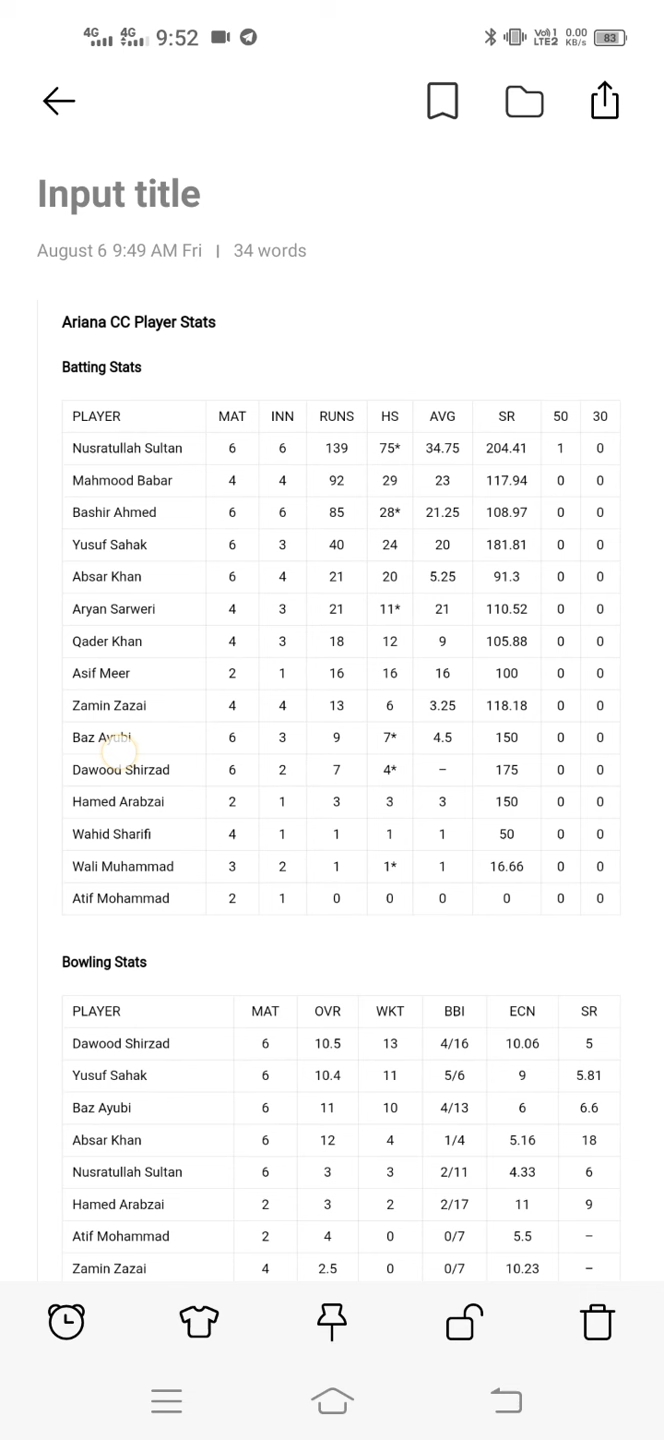 4G 4G 9:52 Vo)) 1 LTE2 0.00 KB/s 83
Input title
August 6 9:49 AM Fri | 34 words
Ariana CC Player Stats
Batting Stats
PLAYER MAT INN RUNS HS AVG SR 50 30
Nusratullah Sultan 6 6 139 75* 34.75 204.41 1 0
Mahmood Babar 4 4 92 29 23 117.94 0 0
Bashir Ahmed 6 6 85 28* 21.25 108.97 0 0
Yusuf Sahak 6 3 40 24 20 181.81 0 0
Absar Khan 6 4 21 20 5.25 91.3 0 0
Aryan Sarweri 4 3 21 11* 21 110.52 0 0
Qader Khan 4 3 18 12 9 105.88 0 0
Asif Meer 2 1 16 16 16 100 0 0
Zamin Zazai 4 4 13 6 3.25 118.18 0 0
Baz Ayubi 6 3 9 7* 4.5 150 0 0
Dawood Shirzad 6 2 7 4* – 175 0 0
Hamed Arabzai 2 1 3 3 3 150 0 0
Wahid Sharifi 4 1 1 1 1 50 0 0
Wali Muhammad 3 2 1 1* 1 16.66 0 0
Atif Mohammad 2 1 0 0 0 0 0 0
Bowling Stats
PLAYER MAT OVR WKT BBI ECN SR
Dawood Shirzad 6 10.5 13 4/16 10.06 5
Yusuf Sahak 6 10.4 11 5/6 9 5.81
Baz Ayubi 6 11 10 4/13 6 6.6
Absar Khan 6 12 4 1/4 5.16 18
Nusratullah Sultan 6 3 3 2/11 4.33 6
Hamed Arabzai 2 3 2 2/17 11 9
Atif Mohammad 2 4 0 0/7 5.5 –
Zamin Zazai 4 2.5 0 0/7 10.23 –